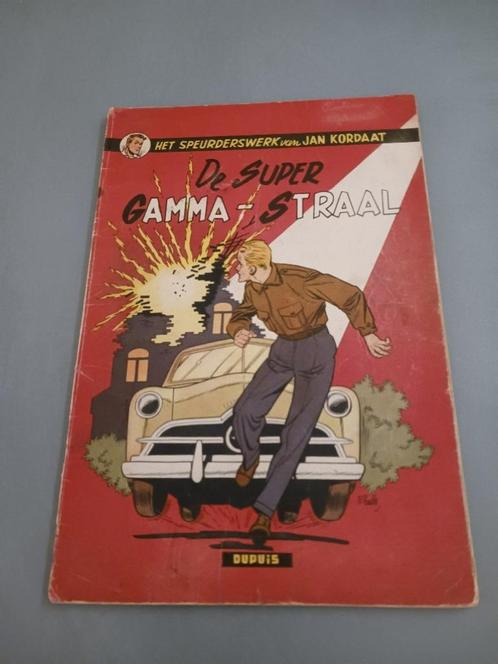 HET SPEURDERSWERK van JAN KORDAAT
De SUPER
GAMMA-STRAAL
DUPUIS